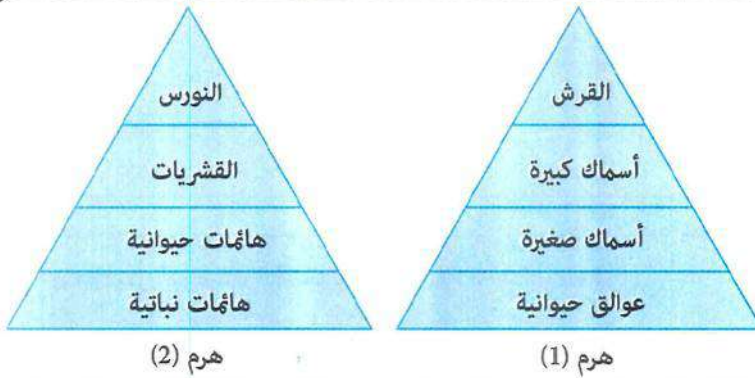 القرش
أسماك كبيرة
أسماك صغيرة
عوالق حيوانية
هرم (1)
النورس
القشريات
هائمات حيوانية
هائمات نباتية
هرم (2)